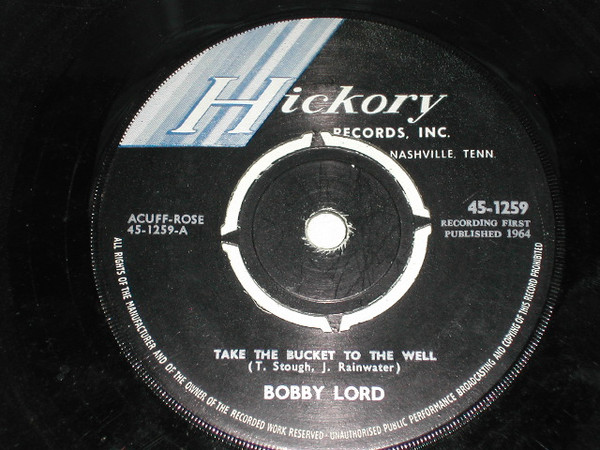 Hickory
RECORDS, INC.
NASHVILLE, TENN.
ACUFF-ROSE
45-1259-A
45-1259
RECORDING FIRST
PUBLISHED 1964
TAKE THE BUCKET TO THE WELL
(T. Stough, J. Rainwater)
BOBBY LORD
ALL RIGHTS OF THE MANUFACTURER AND OF THE OWNER OF THE RECORDED WORK RESERVED - UNAUTHORISED PUBLIC PERFORMANCE BROADCASTING AND COPYING OF THIS RECORD PROHIBITED